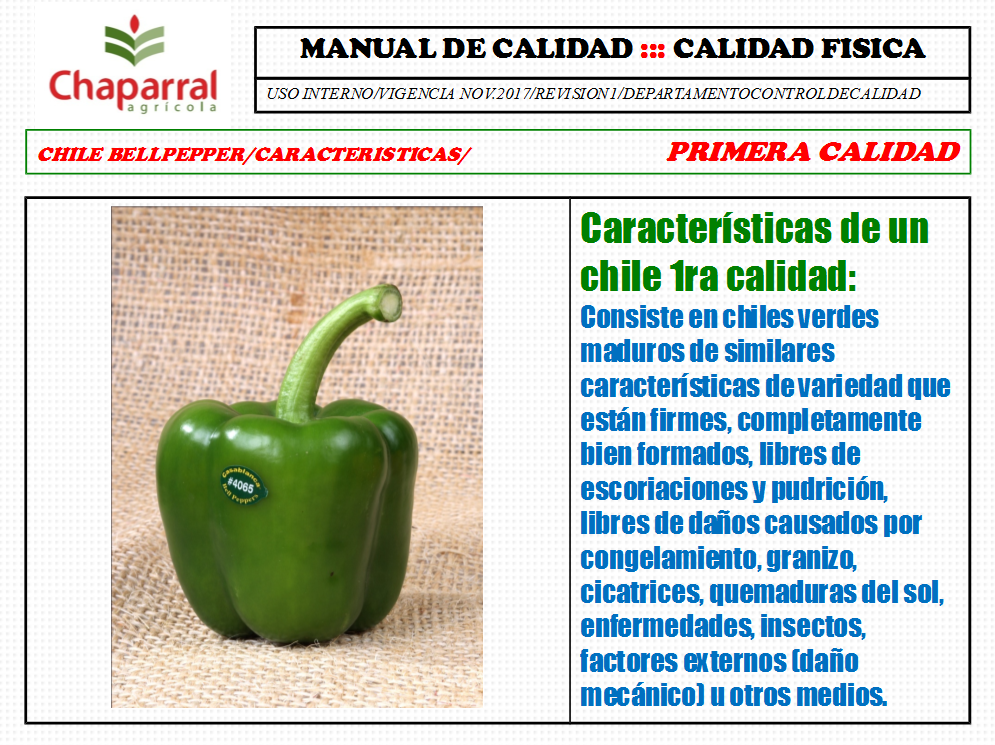 Chaparral
agrícola
MANUAL DE CALIDAD ::: CALIDAD FISICA
USO INTERNO/VIGENCIA NOV.2017/REVISION1/DEPARTAMENTOCONTROLDECALIDAD
CHILE BELLPEPPER/CARACTERISTICAS/
PRIMERA CALIDAD
Casablanca
#4065
Bell Peppers
Características de un
chile 1ra calidad:
Consiste en chiles verdes
maduros de similares
características de variedad que
están firmes, completamente
bien formados, libres de
escoriaciones y pudrición,
libres de daños causados por
congelamiento, granizo,
cicatrices, quemaduras del sol,
enfermedades, insectos,
factores externos (daño
mecánico) u otros medios.